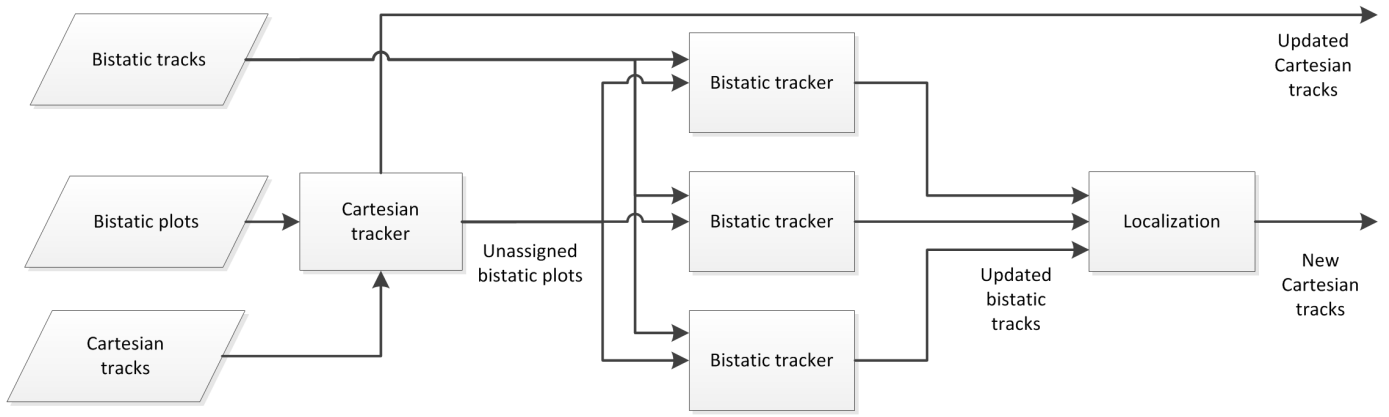 Bistatic tracks
Bistatic plots
Cartesian
tracks
Cartesian
tracker
Unassigned
bistatic plots
Bistatic tracker
Bistatic tracker
Bistatic tracker
Updated
bistatic
tracks
Localization
Updated
Cartesian
tracks
New
Cartesian
tracks